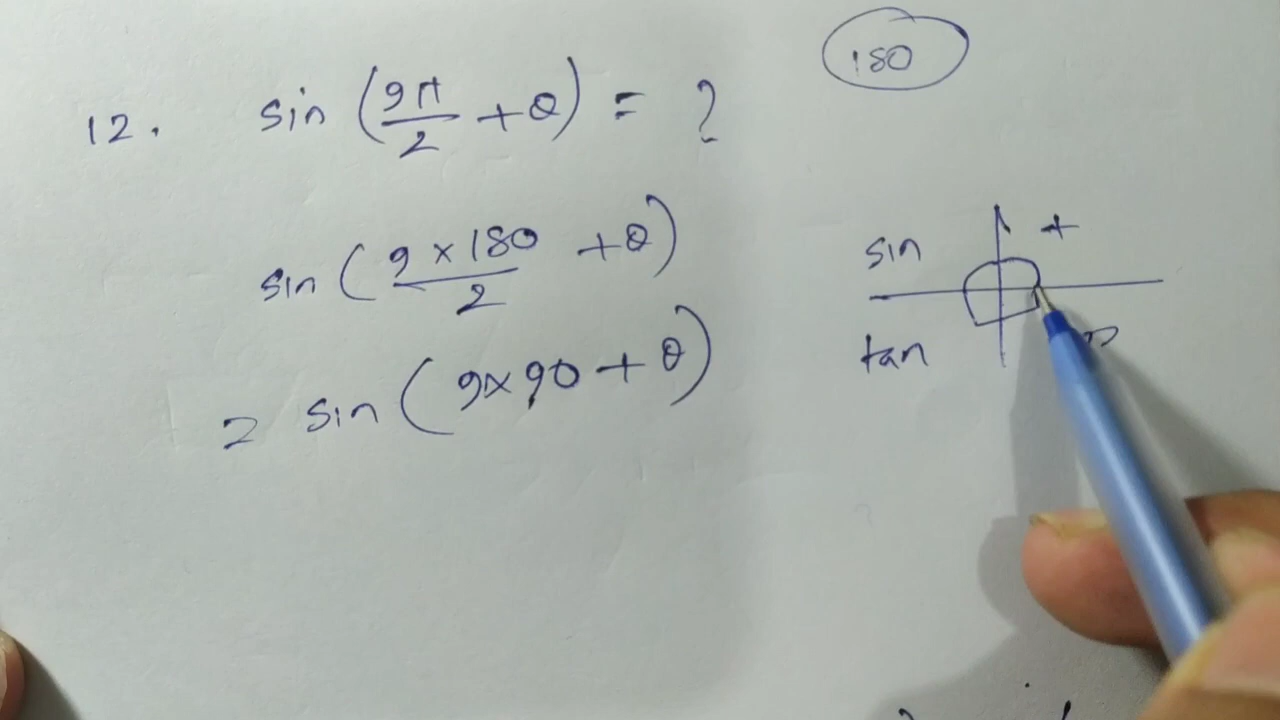 180
12. sin (9π/2 + θ) = ?
sin (9 × 180/2 + θ)
= sin (9×90 + θ)
sin +
tan